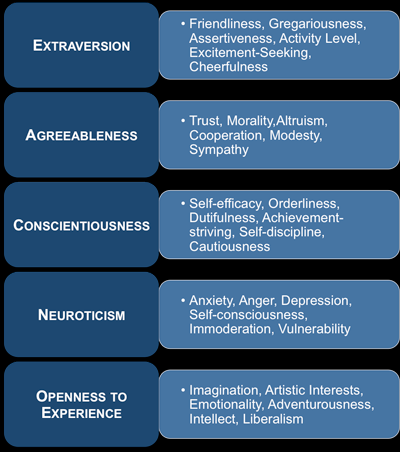 EXTRAVERSION
• Friendliness, Gregariousness,
Assertiveness, Activity Level,
Excitement-Seeking,
Cheerfulness
AGREEABLENESS
• Trust, Morality,Altruism,
Cooperation, Modesty,
Sympathy
CONSCIENTIOUSNESS
• Self-efficacy, Orderliness,
Dutifulness, Achievement-
striving, Self-discipline,
Cautiousness
NEUROTICISM
• Anxiety, Anger, Depression,
Self-consciousness,
Immoderation, Vulnerability
OPENNESS TO
EXPERIENCE
• Imagination, Artistic Interests,
Emotionality, Adventurousness,
Intellect, Liberalism